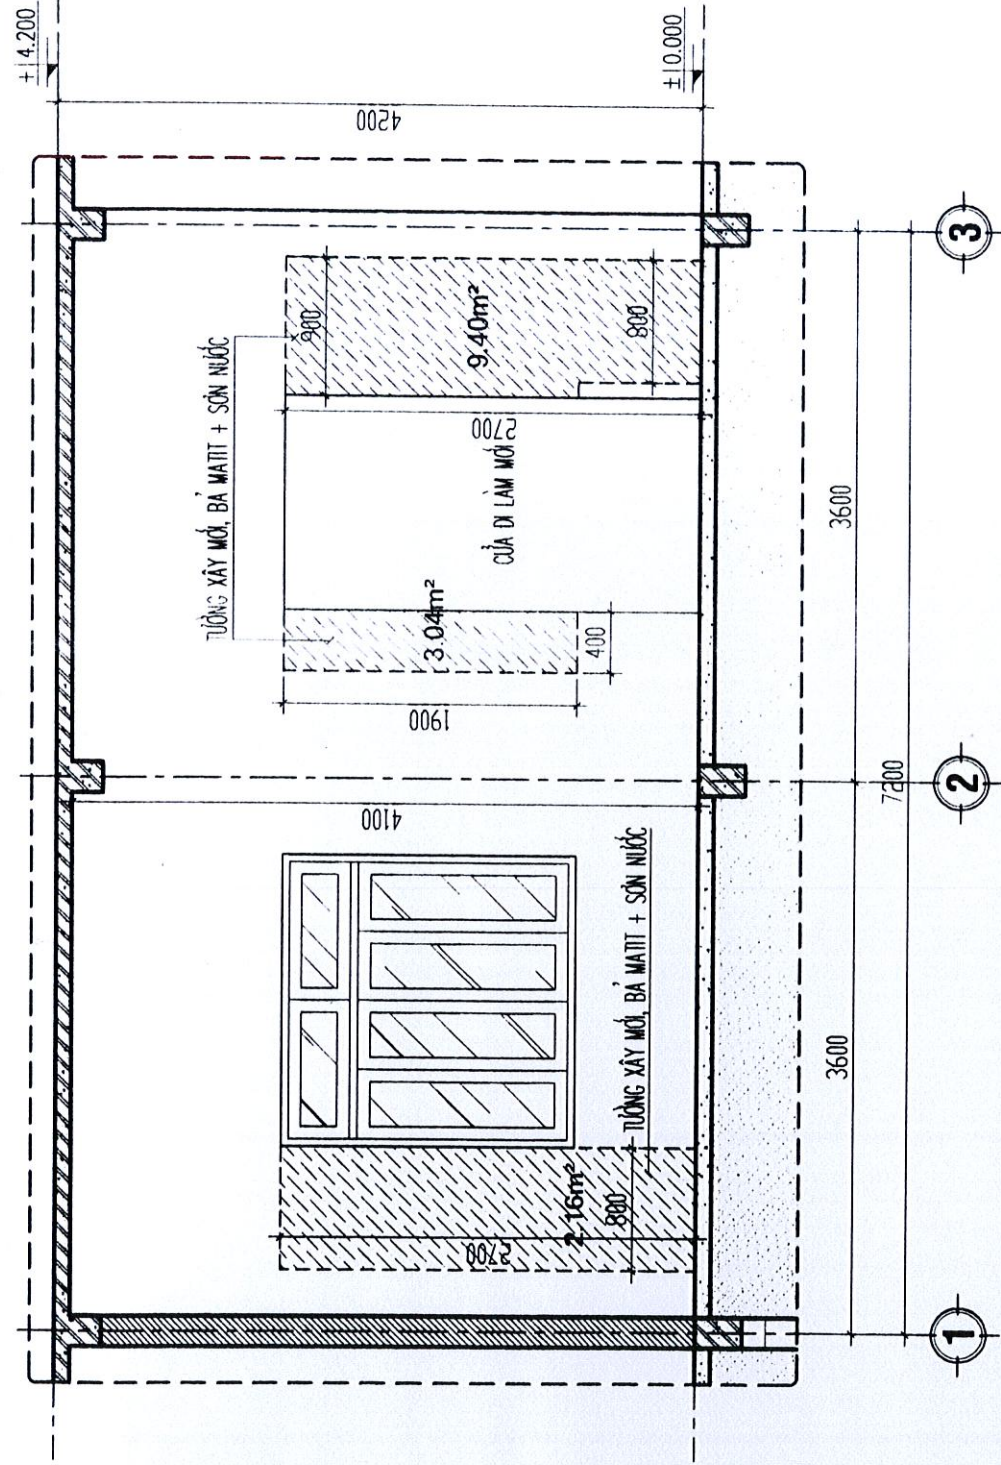 ±14.200
±10.000
4200
TƯỜNG XÂY MỚI, BẢ MATIT + SƠN NƯỚC
900
9.40m²
800
2700
CỬA ĐI LÀM MỚI
3.04m²
400
1900
4100
TƯỜNG XÂY MỚI, BẢ MATIT + SƠN NƯỚC
2.16m²
800
2700
3600
3600
7200
1
2
3